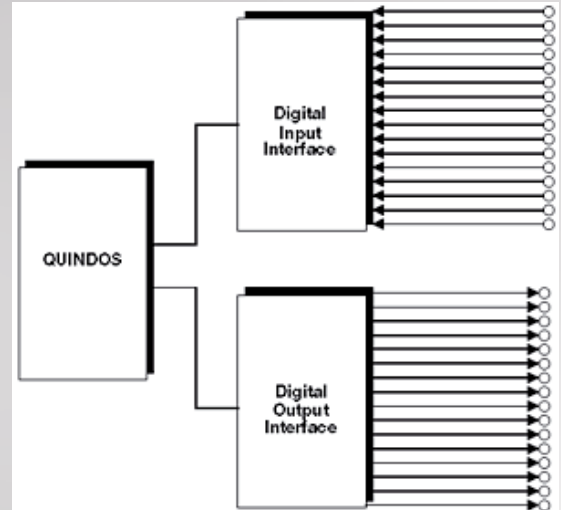 Digital
Input
Interface
QUINDOS
Digital
Output
Interface